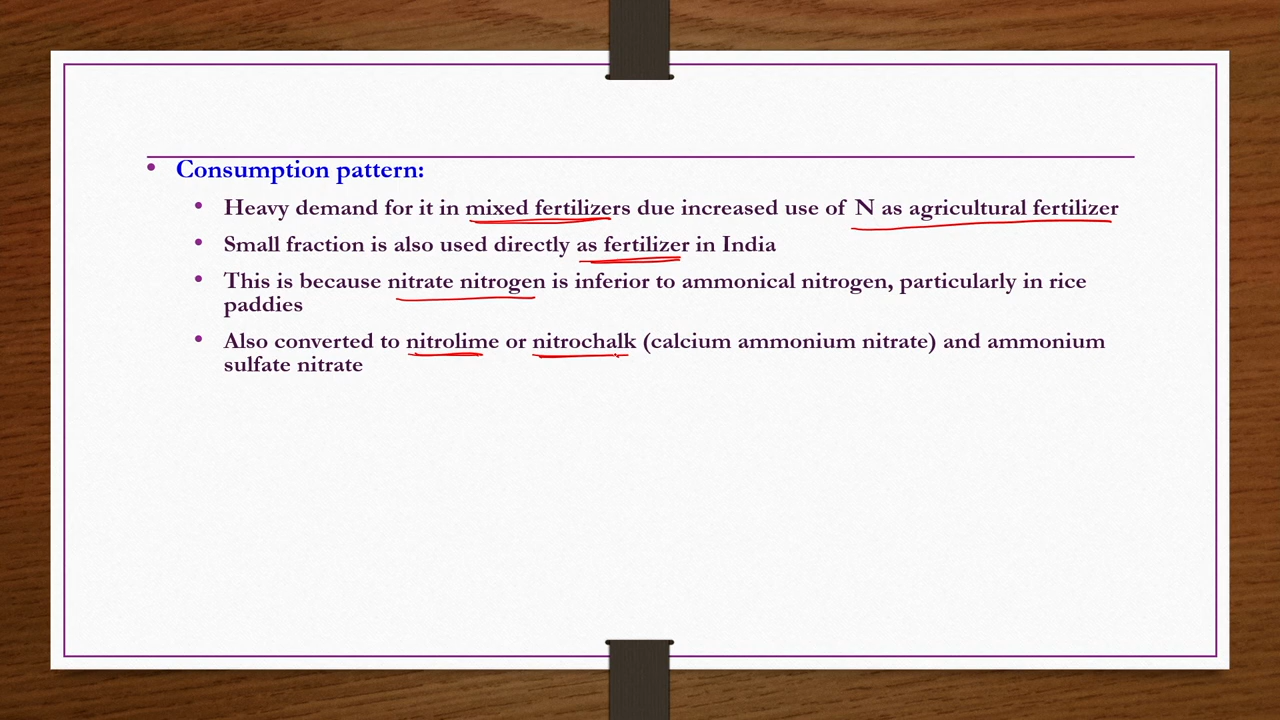 Consumption pattern:
Heavy demand for it in mixed fertilizers due increased use of N as agricultural fertilizer
Small fraction is also used directly as fertilizer in India
This is because nitrate nitrogen is inferior to ammonical nitrogen, particularly in rice
paddies
Also converted to nitrolime or nitrochalk (calcium ammonium nitrate) and ammonium
sulfate nitrate